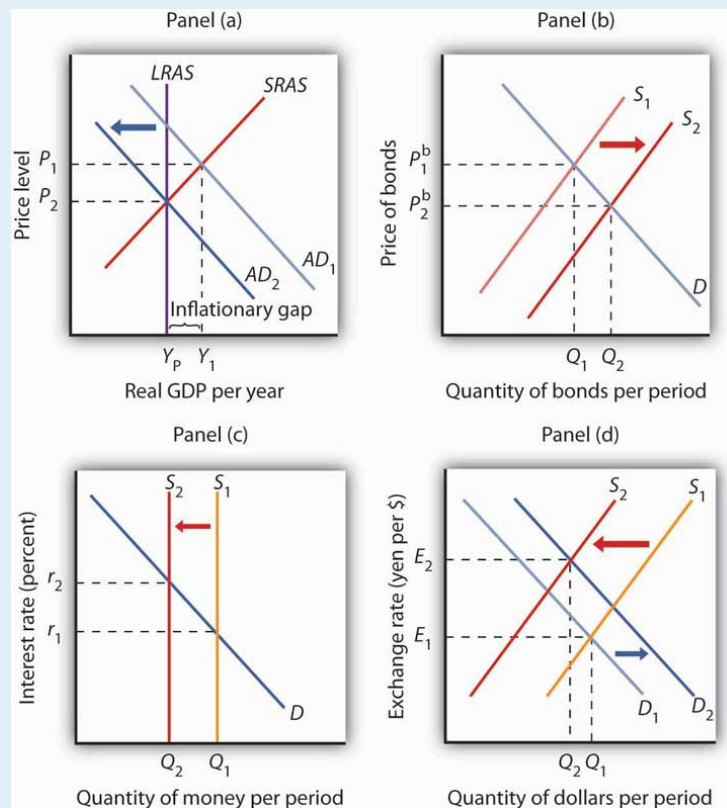 Panel (a)
LRAS
SRAS
P1
P2
Price level
AD1
AD2
Inflationary gap
YP
Y1
Real GDP per year
Panel (b)
S1
S2
P1b
P2b
Price of bonds
D
Q1
Q2
Quantity of bonds per period
Panel (c)
S2
S1
r2
r1
Interest rate (percent)
D
Q2
Q1
Quantity of money per period
Panel (d)
S2
S1
E2
E1
Exchange rate (yen per $)
D1
D2
Q2
Q1
Quantity of dollars per period